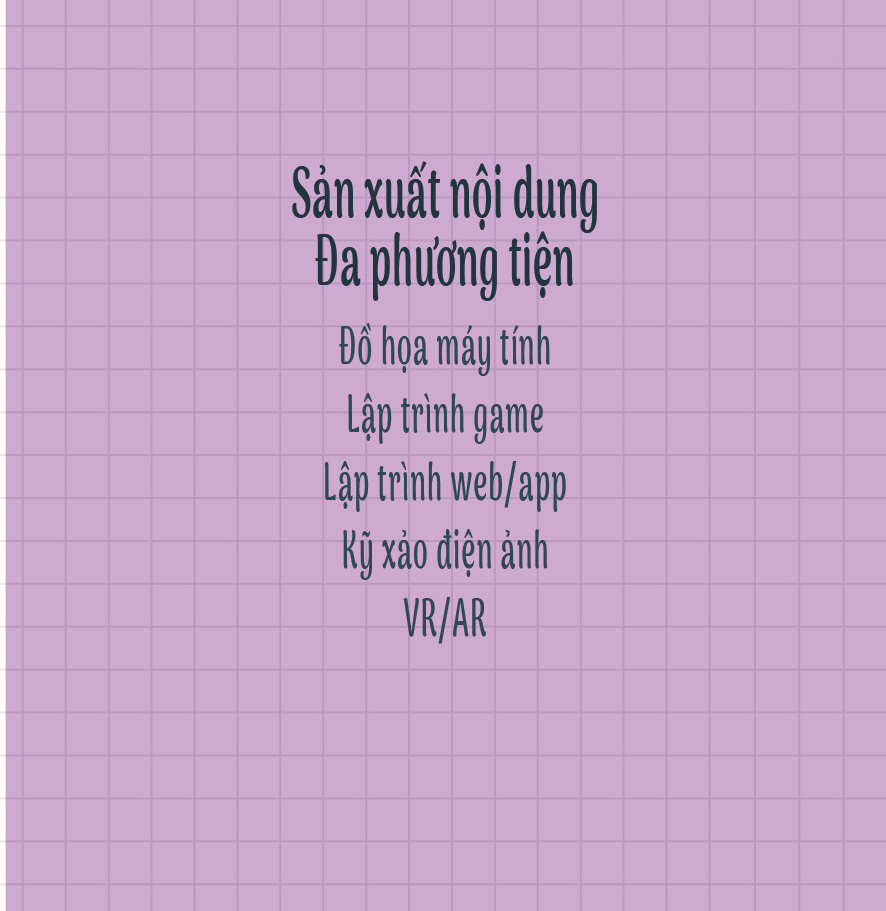 Sản xuất nội dung
Đa phương tiện
Đồ họa máy tính
Lập trình game
Lập trình web/app
Kỹ xảo điện ảnh
VR/AR